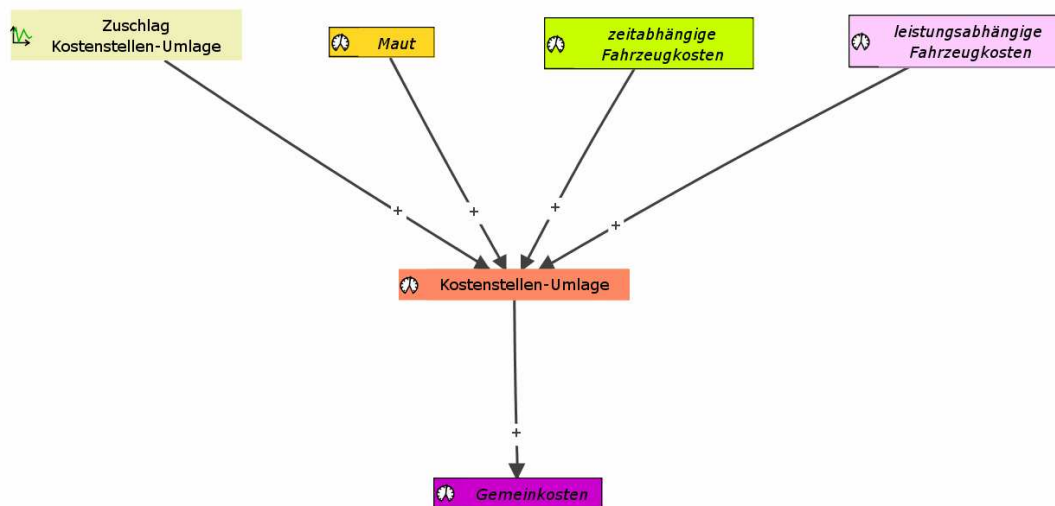 Zuschlag
Kostenstellen-Umlage
Maut
zeitabhängige
Fahrzeugkosten
leistungsabhängige
Fahrzeugkosten
+
+
+
+
Kostenstellen-Umlage
+
Gemeinkosten